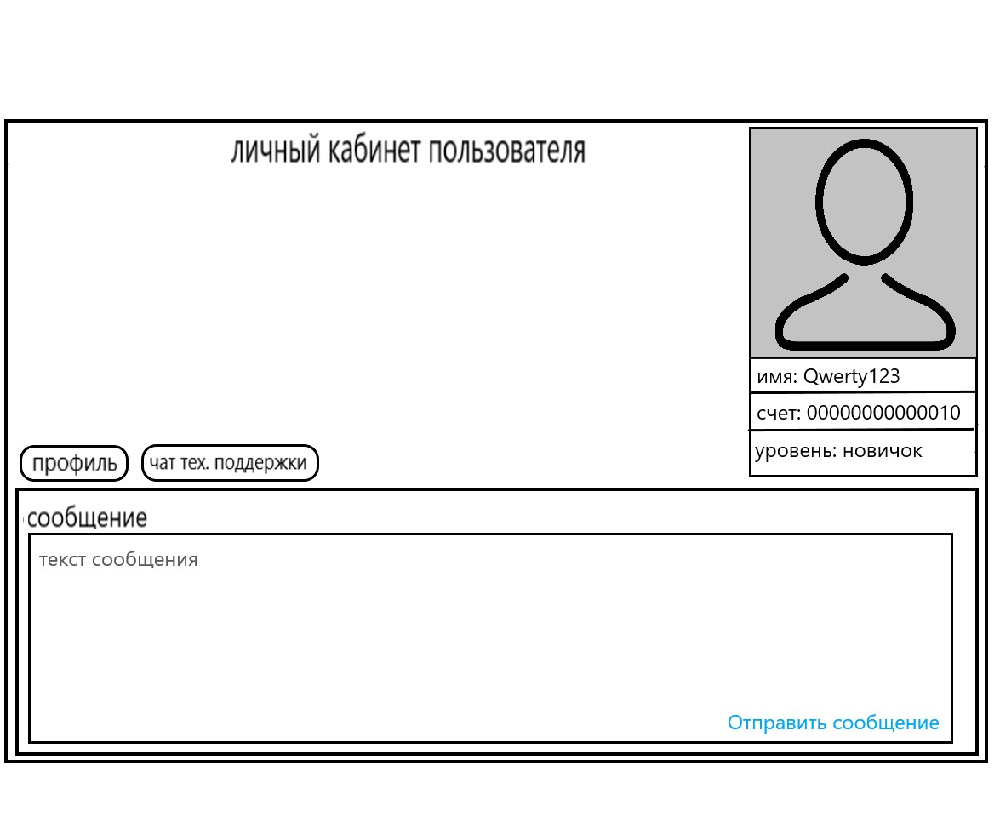 личный кабинет пользователя
имя: Qwerty123
счет: 00000000000010
уровень: новичок
профиль
чат тех. поддержки
сообщение
текст сообщения
Отправить сообщение